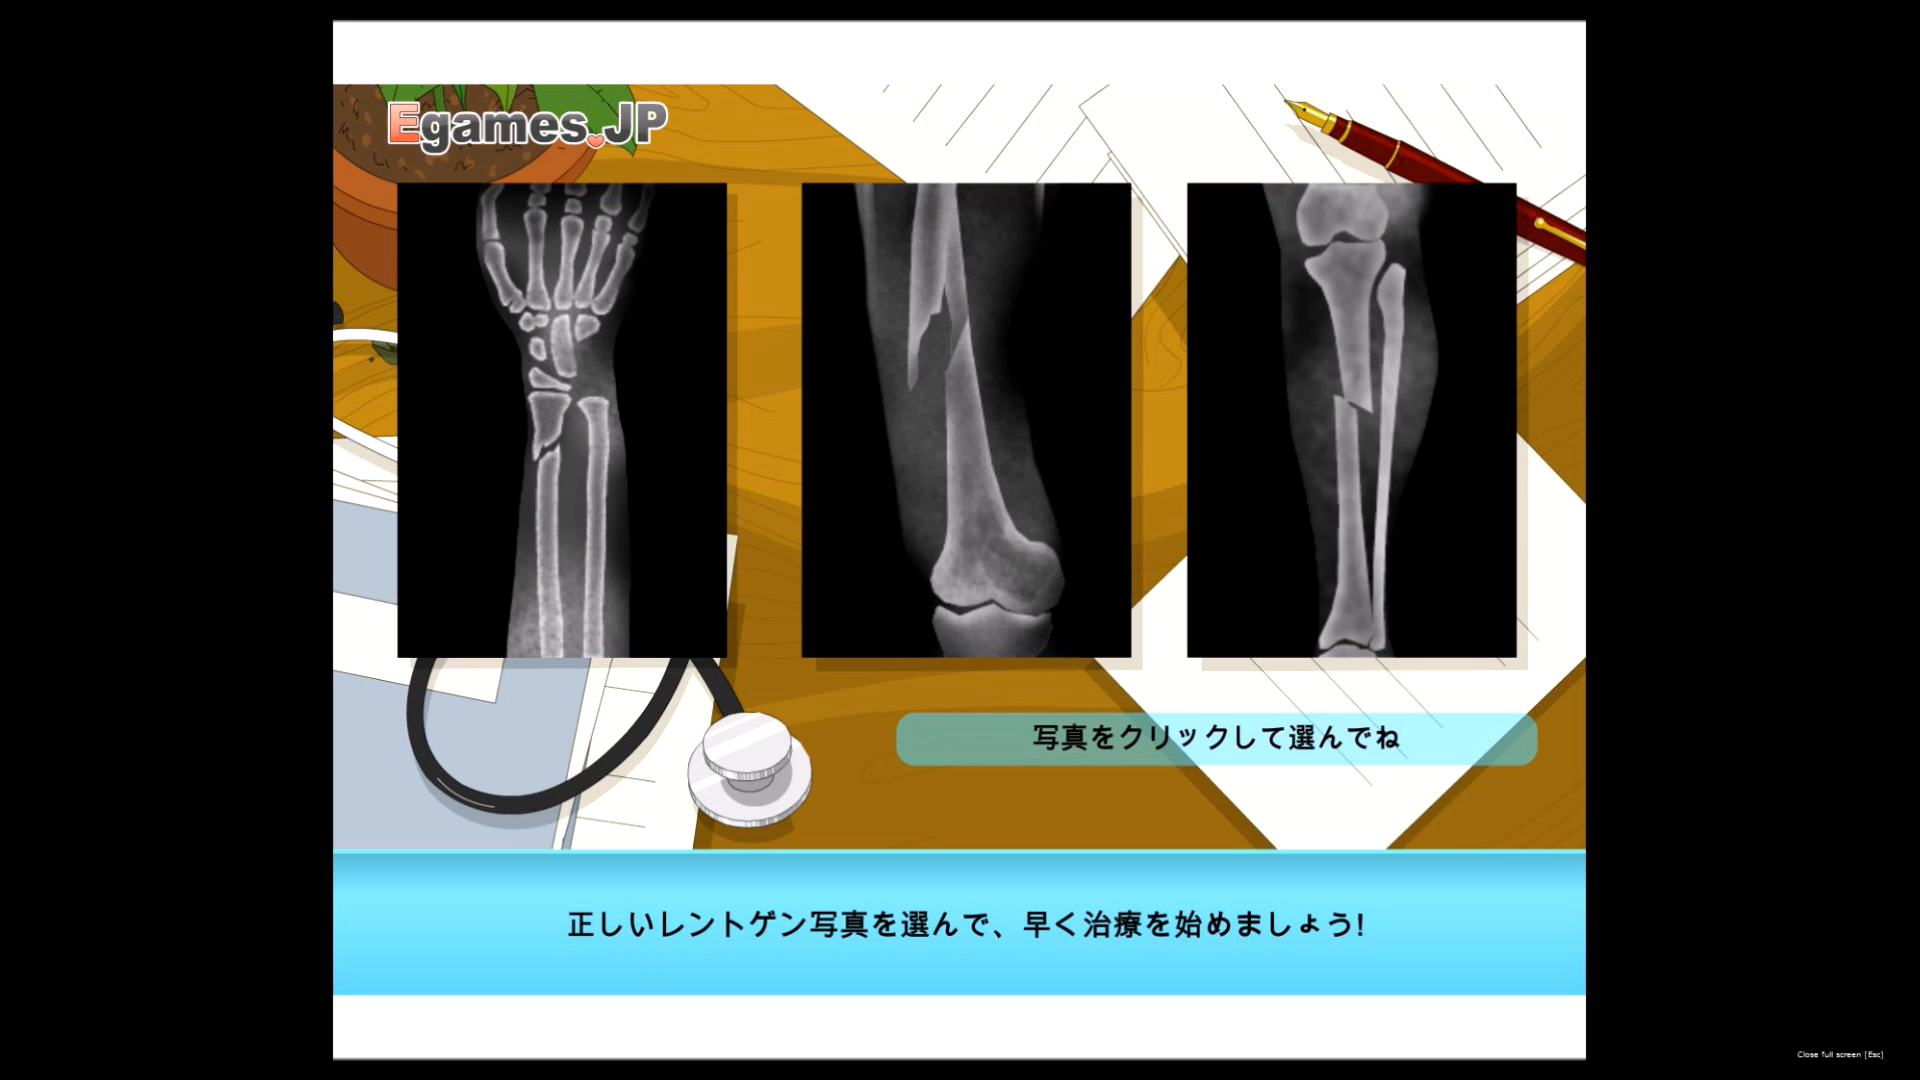 Egames.JP
写真をクリックして選んでね
正しいレントゲン写真を選んで、早く治療を始めましょう!
Close full screen [Esc]